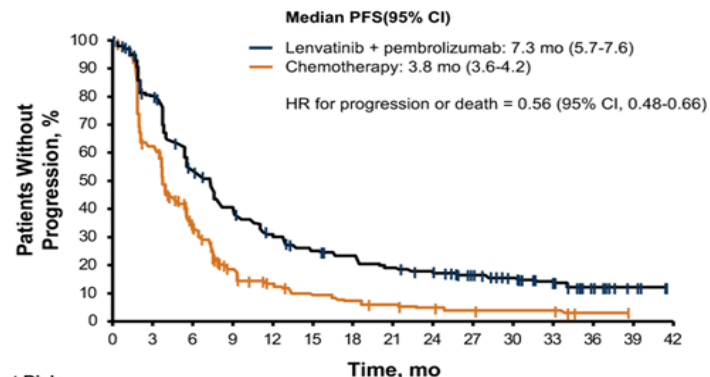 Median PFS(95% CI)
Lenvatinib + pembrolizumab: 7.3 mo (5.7-7.6)
Chemotherapy: 3.8 mo (3.6-4.2)
HR for progression or death = 0.56 (95% CI, 0.48-0.66)
Patients Without
Progression, %
100
90
80
70
60
50
40
30
20
10
0
0 3 6 9 12 15 18 21 24 27 30 33 36 39 42
Time, mo